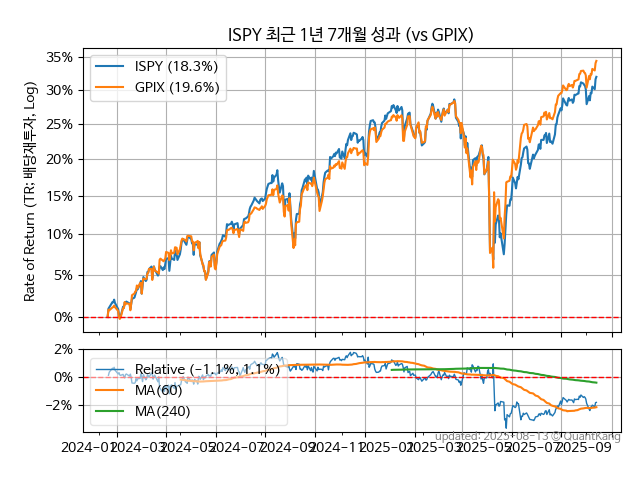 ISPY 최근 1년 7개월 성과 (vs GPIX)
Rate of Return (TR: 배당재투자, Log)
35%
30%
25%
20%
15%
10%
5%
0%
ISPY (18.3%)
GPIX (19.6%)
2%
0%
−2%
Relative (−1.1%, 1.1%)
MA(60)
MA(240)
updated: 2025-08-13 © QuantKang
2024-01 2024-03 2024-05 2024-07 2024-09 2024-11 2025-01 2025-03 2025-05 2025-07 2025-09